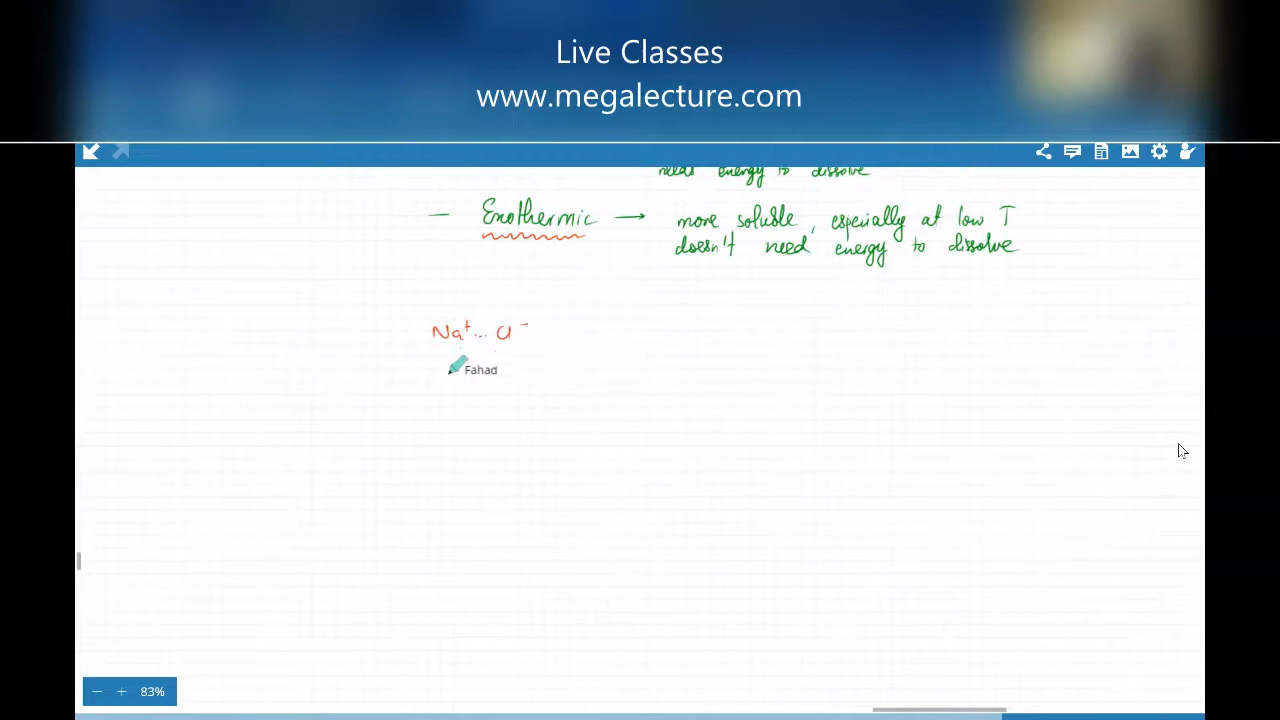 Live Classes
www.megalecture.com
needs energy to dissolve
— Exothermic → more soluble, especially at low T
doesn't need energy to dissolve
Na⁺... Cl⁻
Fahad
83%